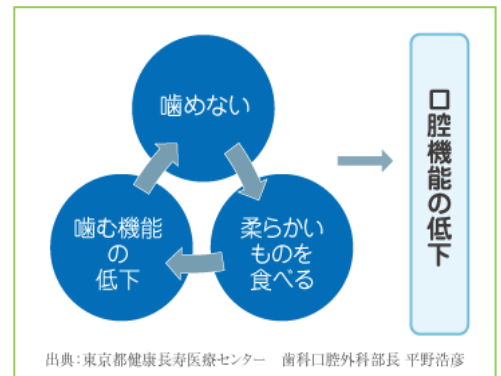 噛めない
柔らかい
ものを
食べる
噛む機能
の
低下
口腔機能の低下
出典：東京都健康長寿医療センター　歯科口腔外科部長 平野浩彦